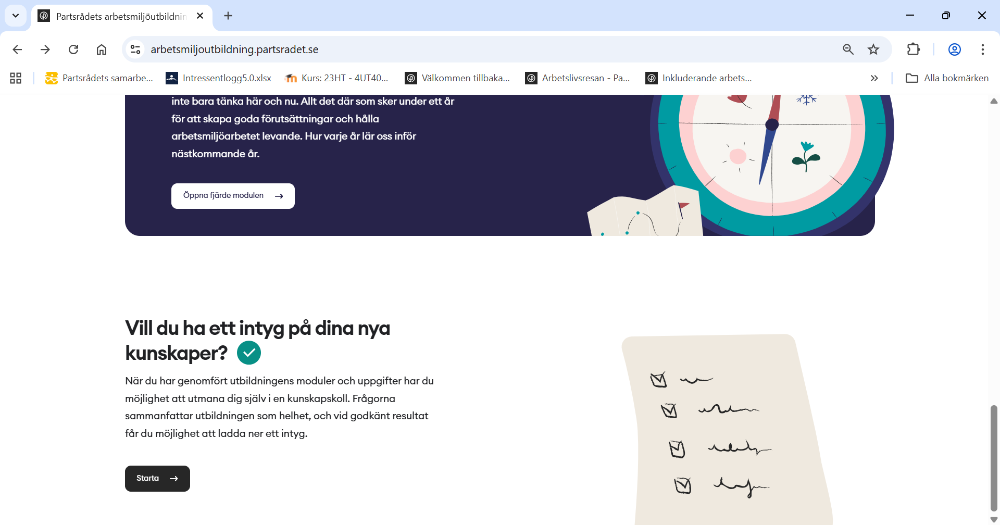 Partsrådets arbetsmiljöutbildnin
arbetsmiljoutbildning.partsradet.se
Partsrådets samarbe... Intressentlogg5.0.xlsx Kurs: 23HT - 4UT40... Välkommen tillbaka... Arbetslivsresan - Pa... Inkluderande arbets... Alla bokmärken
inte bara tänka här och nu. Allt det där som sker under ett år
för att skapa goda förutsättningar och hålla
arbetsmiljöarbetet levande. Hur varje år lär oss inför
nästkommande år.
Öppna fjärde modulen
Vill du ha ett intyg på dina nya
kunskaper?
När du har genomfört utbildningens moduler och uppgifter har du
möjlighet att utmana dig själv i en kunskapskoll. Frågorna
sammanfattar utbildningen som helhet, och vid godkänt resultat
får du möjlighet att ladda ner ett intyg.
Starta